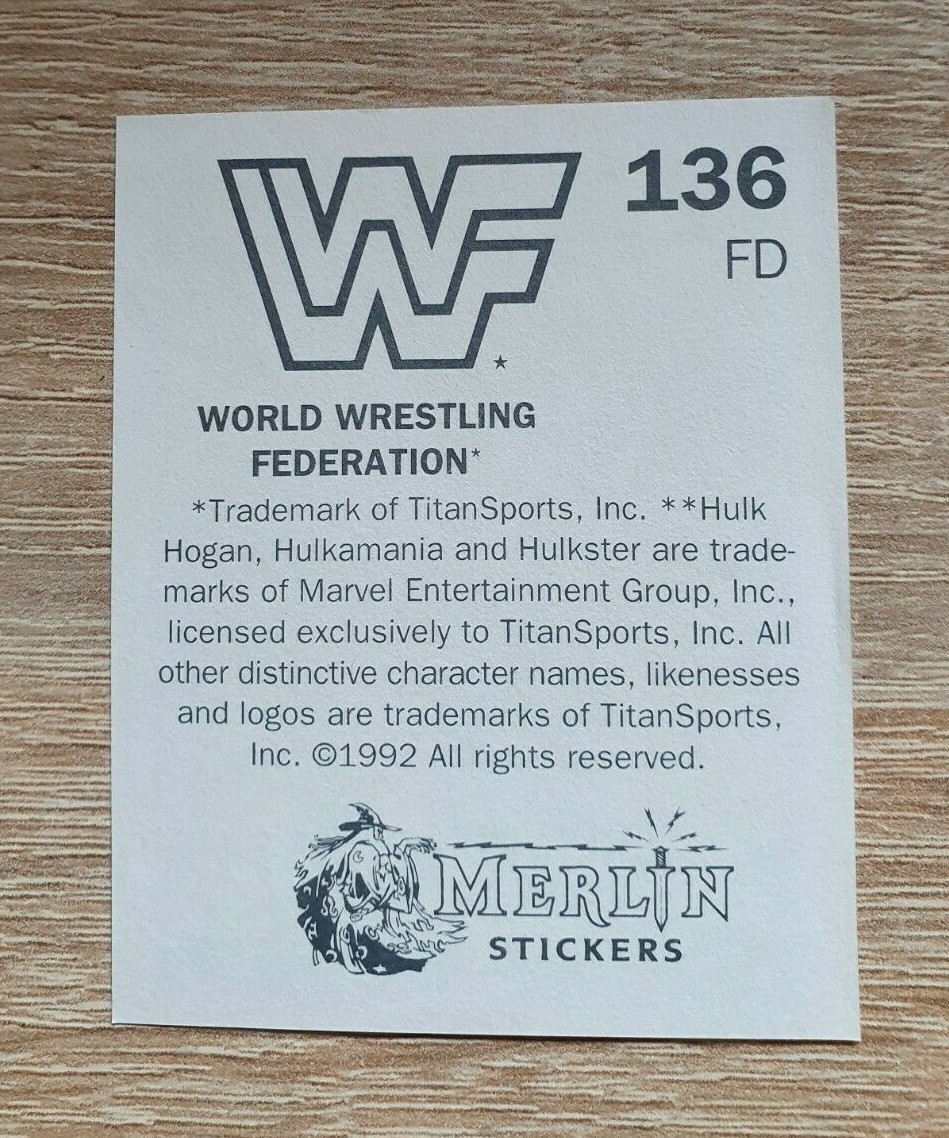 WF
136
FD
WORLD WRESTLING
FEDERATION*
*Trademark of TitanSports, Inc. **Hulk
Hogan, Hulkamania and Hulkster are trade-
marks of Marvel Entertainment Group, Inc.,
licensed exclusively to TitanSports, Inc. All
other distinctive character names, likenesses
and logos are trademarks of TitanSports,
Inc. ©1992 All rights reserved.
MERLIN
STICKERS